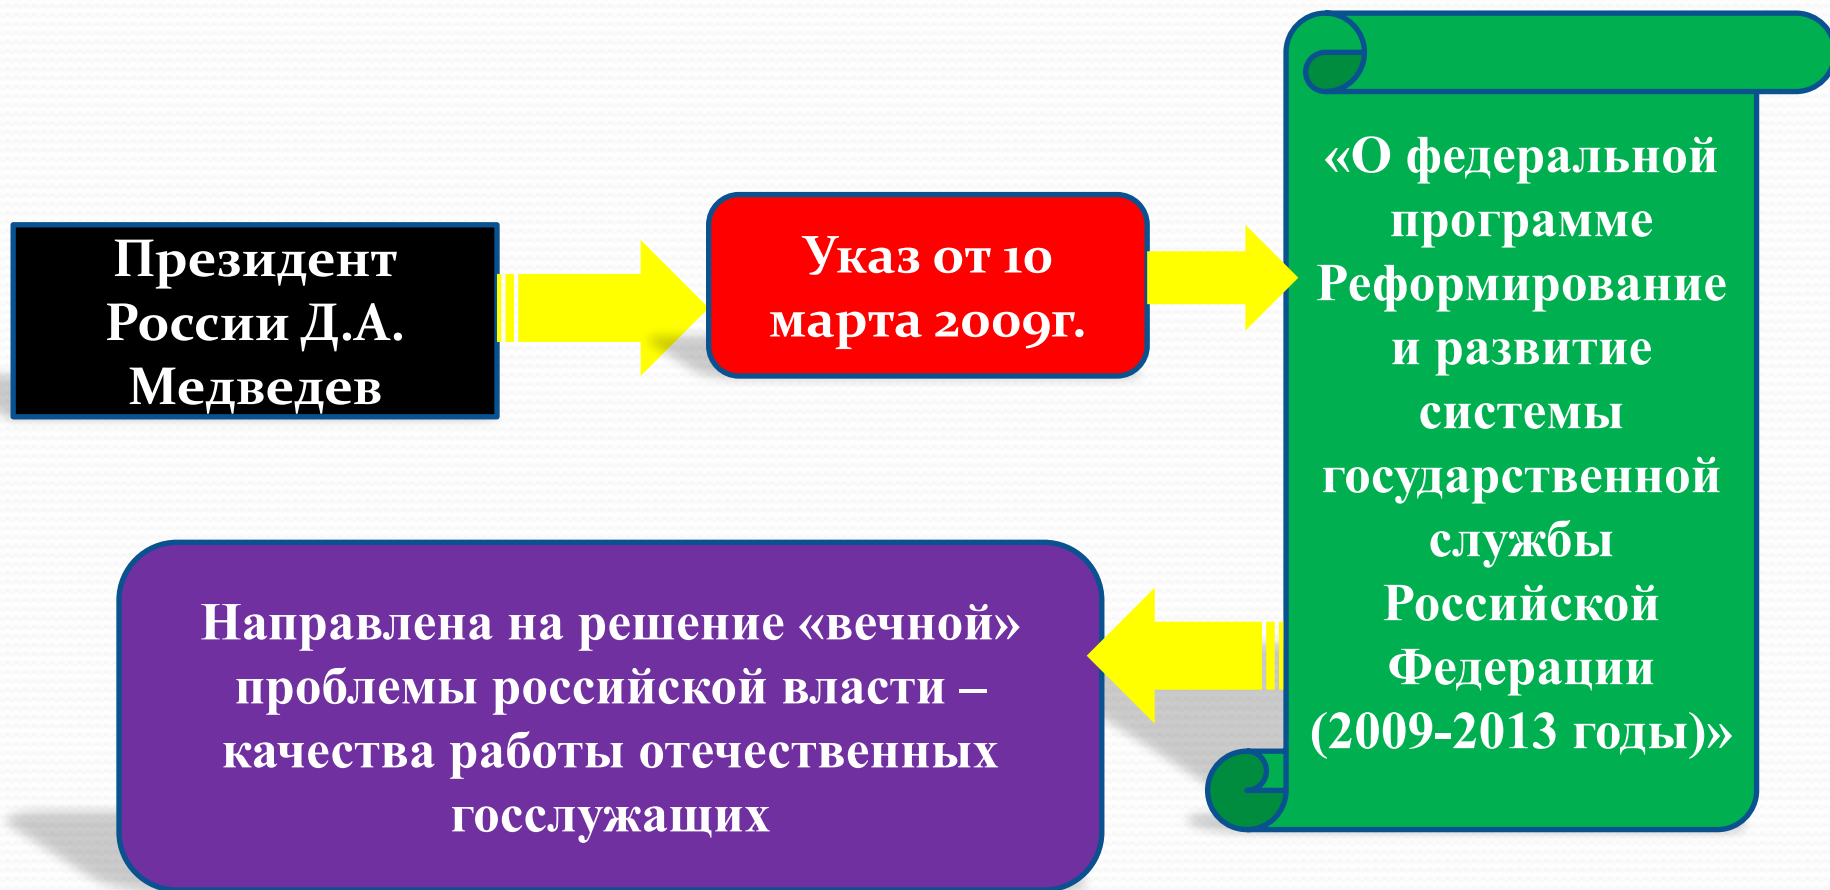 Президент
России Д.А.
Медведев
Указ от 10
марта 2009г.
«О федеральной
программе
Реформирование
и развитие
системы
государственной
службы
Российской
Федерации
(2009-2013 годы)»
Направлена на решение «вечной»
проблемы российской власти –
качества работы отечественных
госслужащих